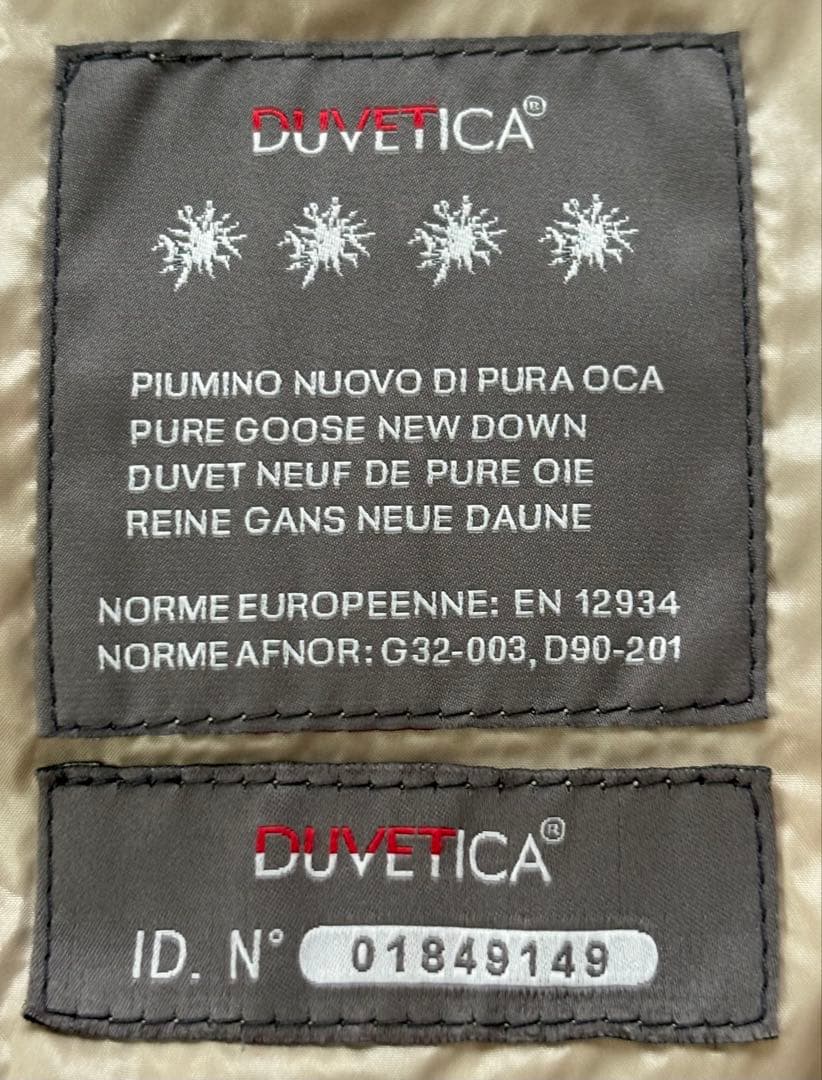 DUVETICA®
PIUMINO NUOVO DI PURA OCA
PURE GOOSE NEW DOWN
DUVET NEUF DE PURE OIE
REINE GANS NEUE DAUNE
NORME EUROPEENNE: EN 12934
NORME AFNOR: G32-003, D90-201
DUVETICA®
ID. N° 01849149